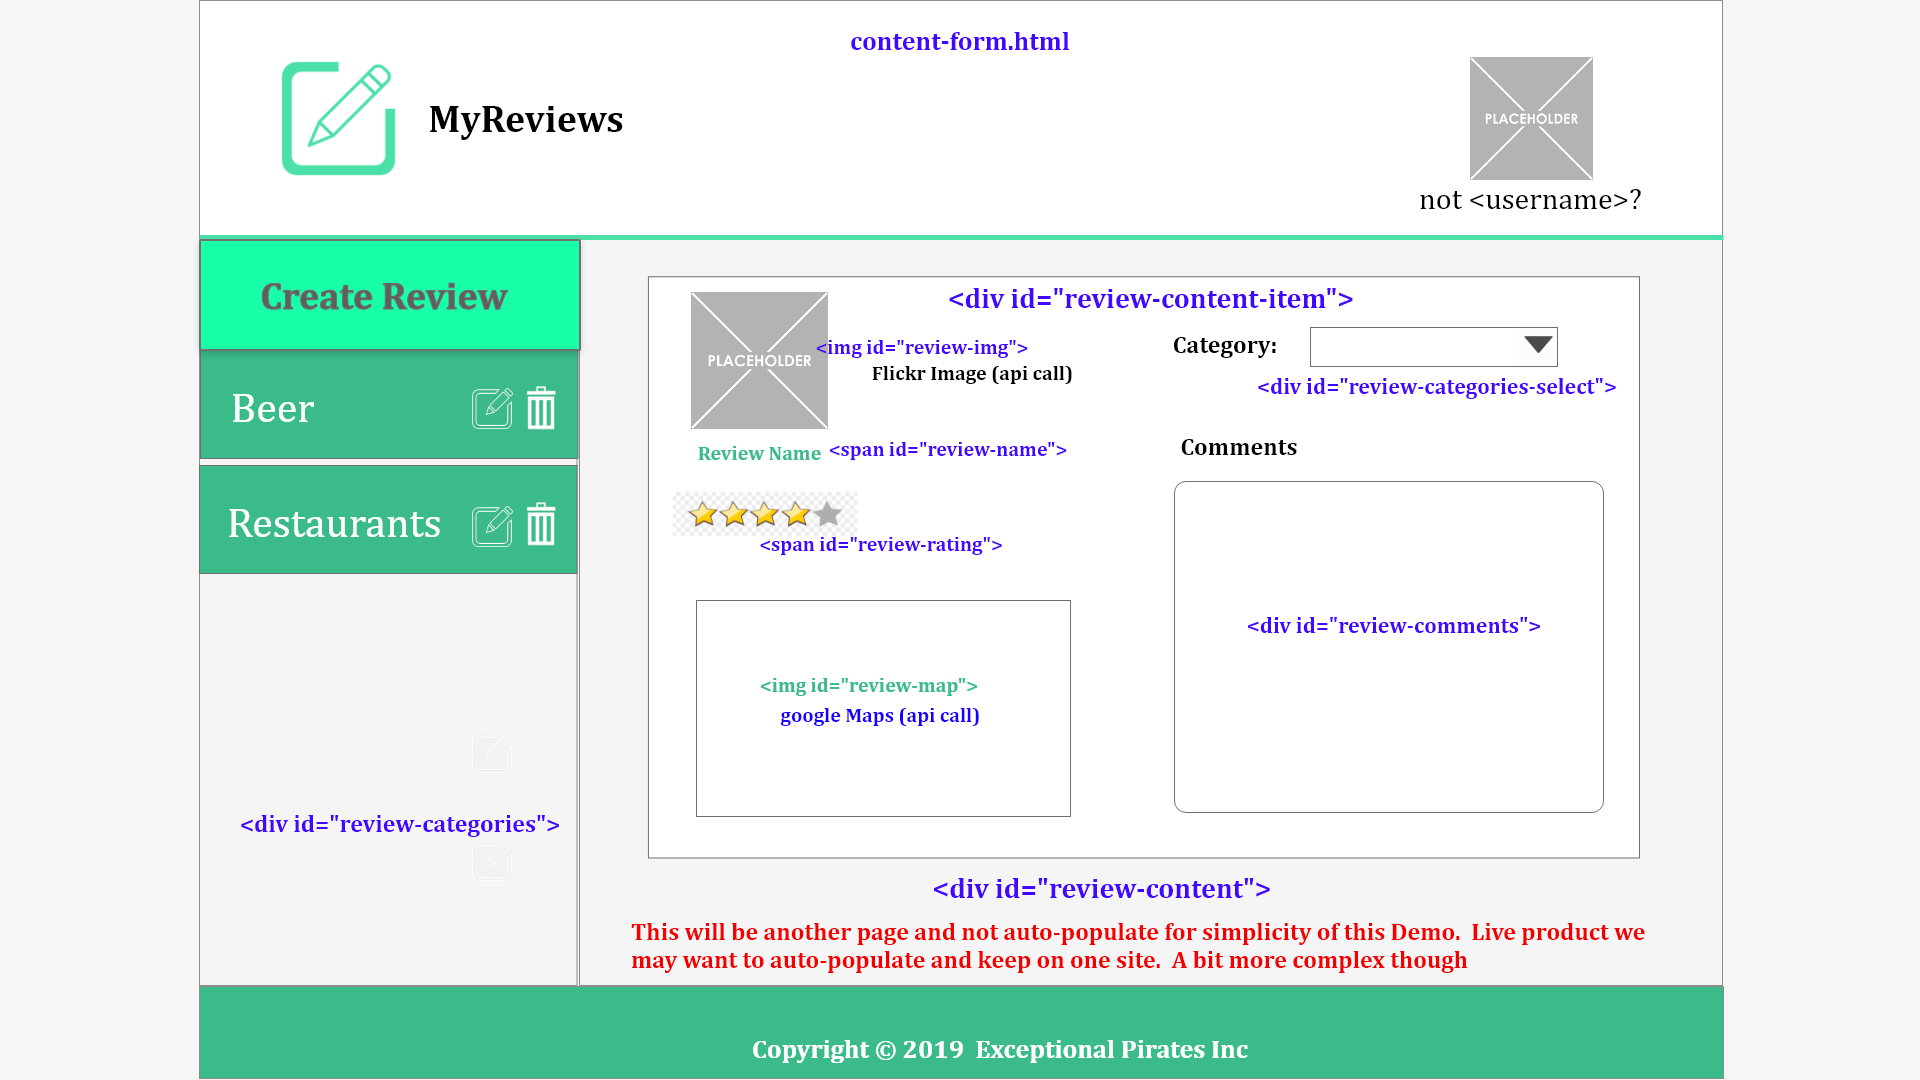 content-form.html
MyReviews
PLACEHOLDER
not <username>?
Create Review
Beer
Restaurants
<div id="review-categories">
<div id="review-content-item">
PLACEHOLDER
<img id="review-img">
Flickr Image (api call)
Category:
<div id="review-categories-select">
Review Name
<span id="review-name">
Comments
<span id="review-rating">
<div id="review-comments">
<img id="review-map">
google Maps (api call)
<div id="review-content">
This will be another page and not auto-populate for simplicity of this Demo.  Live product we
may want to auto-populate and keep on one site.  A bit more complex though
Copyright © 2019  Exceptional Pirates Inc